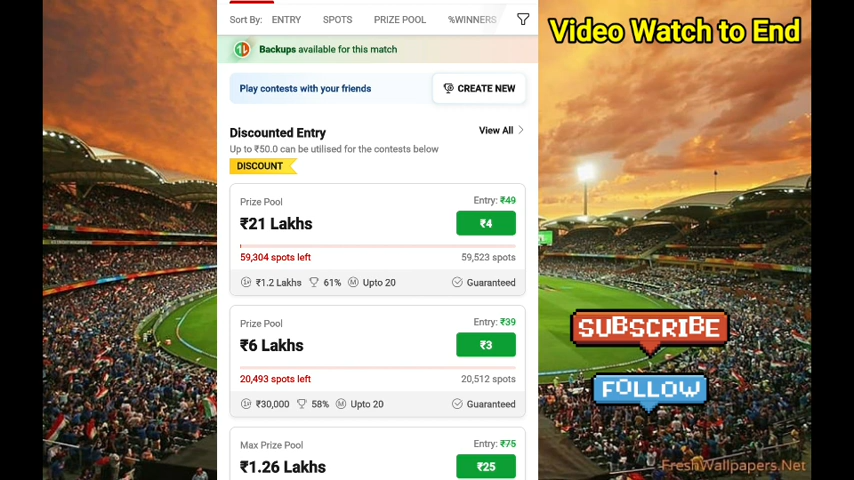 Sort By: ENTRY SPOTS PRIZE POOL %WINNERS
Video Watch to End
Backups available for this match
Play contests with your friends
CREATE NEW
Discounted Entry
View All
Up to ₹50.0 can be utilised for the contests below
DISCOUNT
Prize Pool
Entry: ₹49
₹21 Lakhs
₹4
59,304 spots left
59,523 spots
₹1.2 Lakhs 61% M Upto 20 Guaranteed
Prize Pool
Entry: ₹39
₹6 Lakhs
₹3
20,493 spots left
20,512 spots
₹30,000 58% M Upto 20 Guaranteed
Max Prize Pool
Entry: ₹75
₹1.26 Lakhs
₹25
SUBSCRIBE
FOLLOW
FreshWallpapers.Net